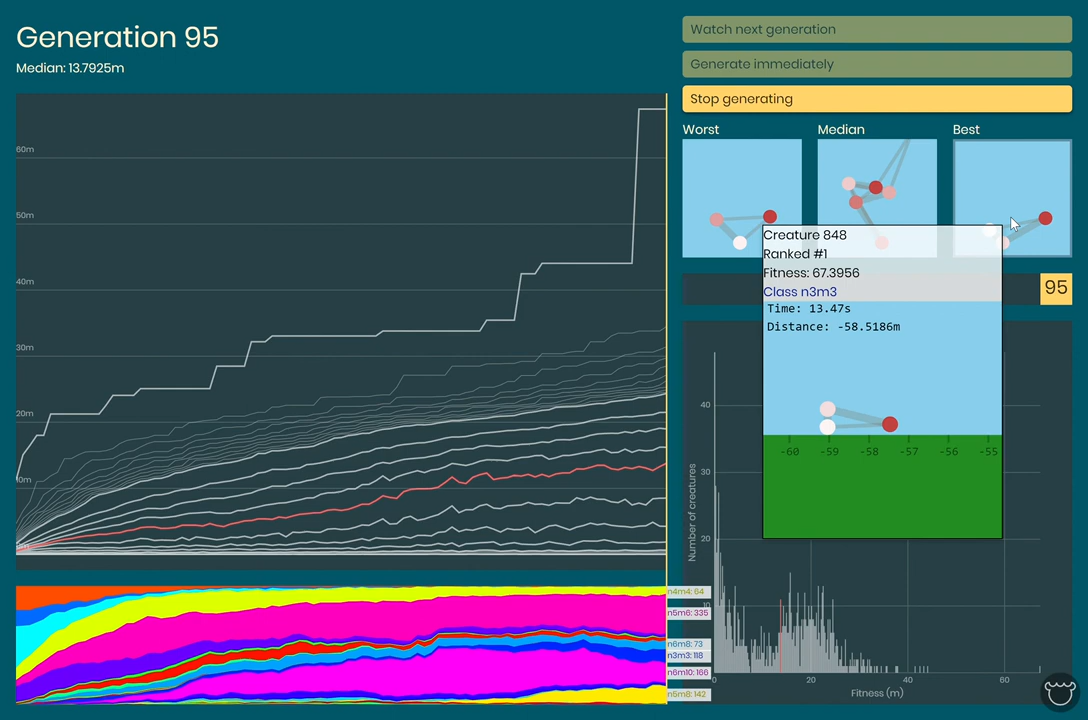 Generation 95
Median: 13.7925m
Watch next generation
Generate immediately
Stop generating
Worst
Median
Best
60m
50m
40m
30m
20m
10m
Creature 848
Ranked #1
Fitness: 67.3956
Class n3m3
Time: 13.47s
Distance: -58.5186m
-60 -59 -58 -57 -56 -55
95
40
30
20
10
Number of creatures
0 20 40 60
Fitness (m)
n4m4: 64
n5m6: 335
n6m8: 73
n3m3: 118
n6m10: 166
n5m8: 142